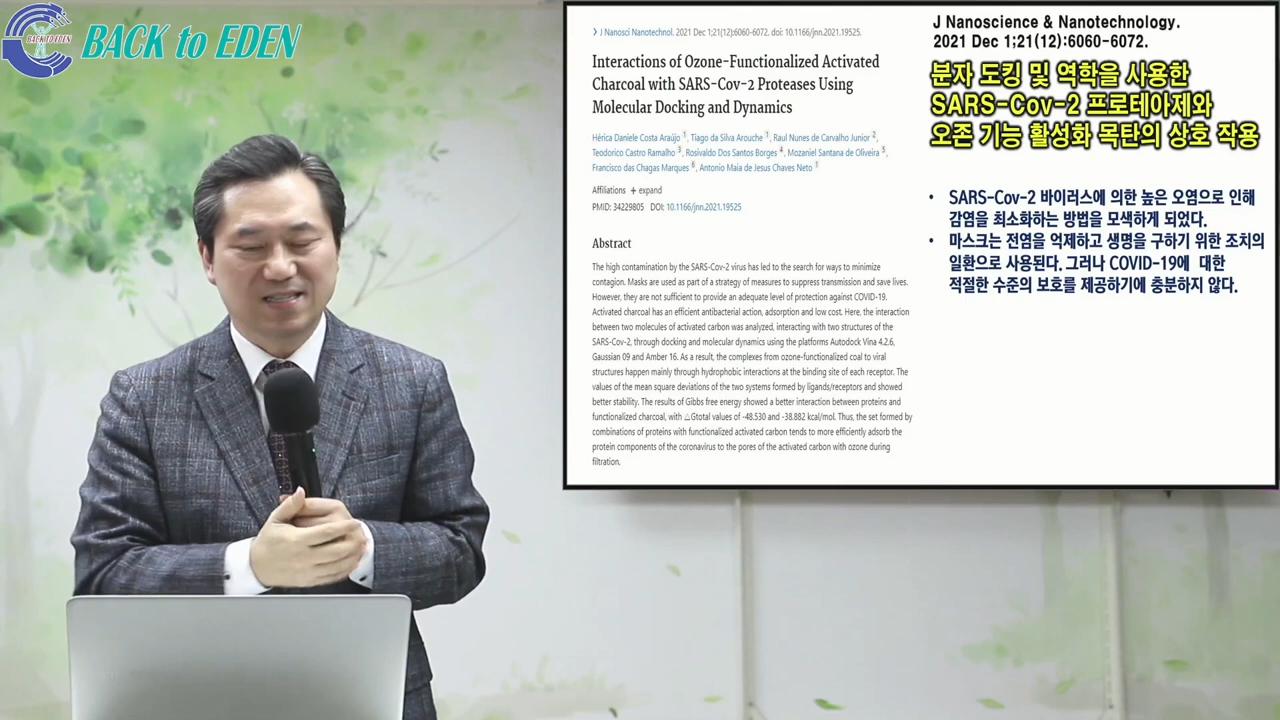 BACK TO EDEN
BACK to EDEN
J Nanosci Nanotechnol. 2021 Dec 1;21(12):6060-6072. doi: 10.1166/jnn.2021.19525.
Interactions of Ozone-Functionalized Activated
Charcoal with SARS-Cov-2 Proteases Using
Molecular Docking and Dynamics
Hérica Daniele Costa Araújo 1, Tiago da Silva Arouche 1, Raul Nunes de Carvalho Junior 2,
Teodorico Castro Ramalho 3, Rosivaldo Dos Santos Borges 4, Mozaniel Santana de Oliveira 5,
Francisco das Chagas Marques 6, Antonio Maia de Jesus Chaves Neto 1
Affiliations + expand
PMID: 34229805 DOI: 10.1166/jnn.2021.19525
Abstract
The high contamination by the SARS-Cov-2 virus has led to the search for ways to minimize
contagion. Masks are used as part of a strategy of measures to suppress transmission and save lives.
However, they are not sufficient to provide an adequate level of protection against COVID-19.
Activated charcoal has an efficient antibacterial action, adsorption and low cost. Here, the interaction
between two molecules of activated carbon was analyzed, interacting with two structures of the
SARS-Cov-2, through docking and molecular dynamics using the platforms Autodock Vina 4.2.6,
Gaussian 09 and Amber 16. As a result, the complexes from ozone-functionalized coal to viral
structures happen mainly through hydrophobic interactions at the binding site of each receptor. The
values of the mean square deviations of the two systems formed by ligands/receptors and showed
better stability. The results of Gibbs free energy showed a better interaction between proteins and
functionalized charcoal, with △Gtotal values of -48.530 and -38.882 kcal/mol. Thus, the set formed by
combinations of proteins with functionalized activated carbon tends to more efficiently adsorb the
protein components of the coronavirus to the pores of the activated carbon with ozone during
filtration.
J Nanoscience & Nanotechnology.
2021 Dec 1;21(12):6060-6072.
분자 도킹 및 역학을 사용한
SARS-Cov-2 프로테아제와
오존 기능 활성화 목탄의 상호 작용
• SARS-Cov-2 바이러스에 의한 높은 오염으로 인해
감염을 최소화하는 방법을 모색하게 되었다.
• 마스크는 전염을 억제하고 생명을 구하기 위한 조치의
일환으로 사용된다. 그러나 COVID-19에 대한
적절한 수준의 보호를 제공하기에 충분하지 않다.